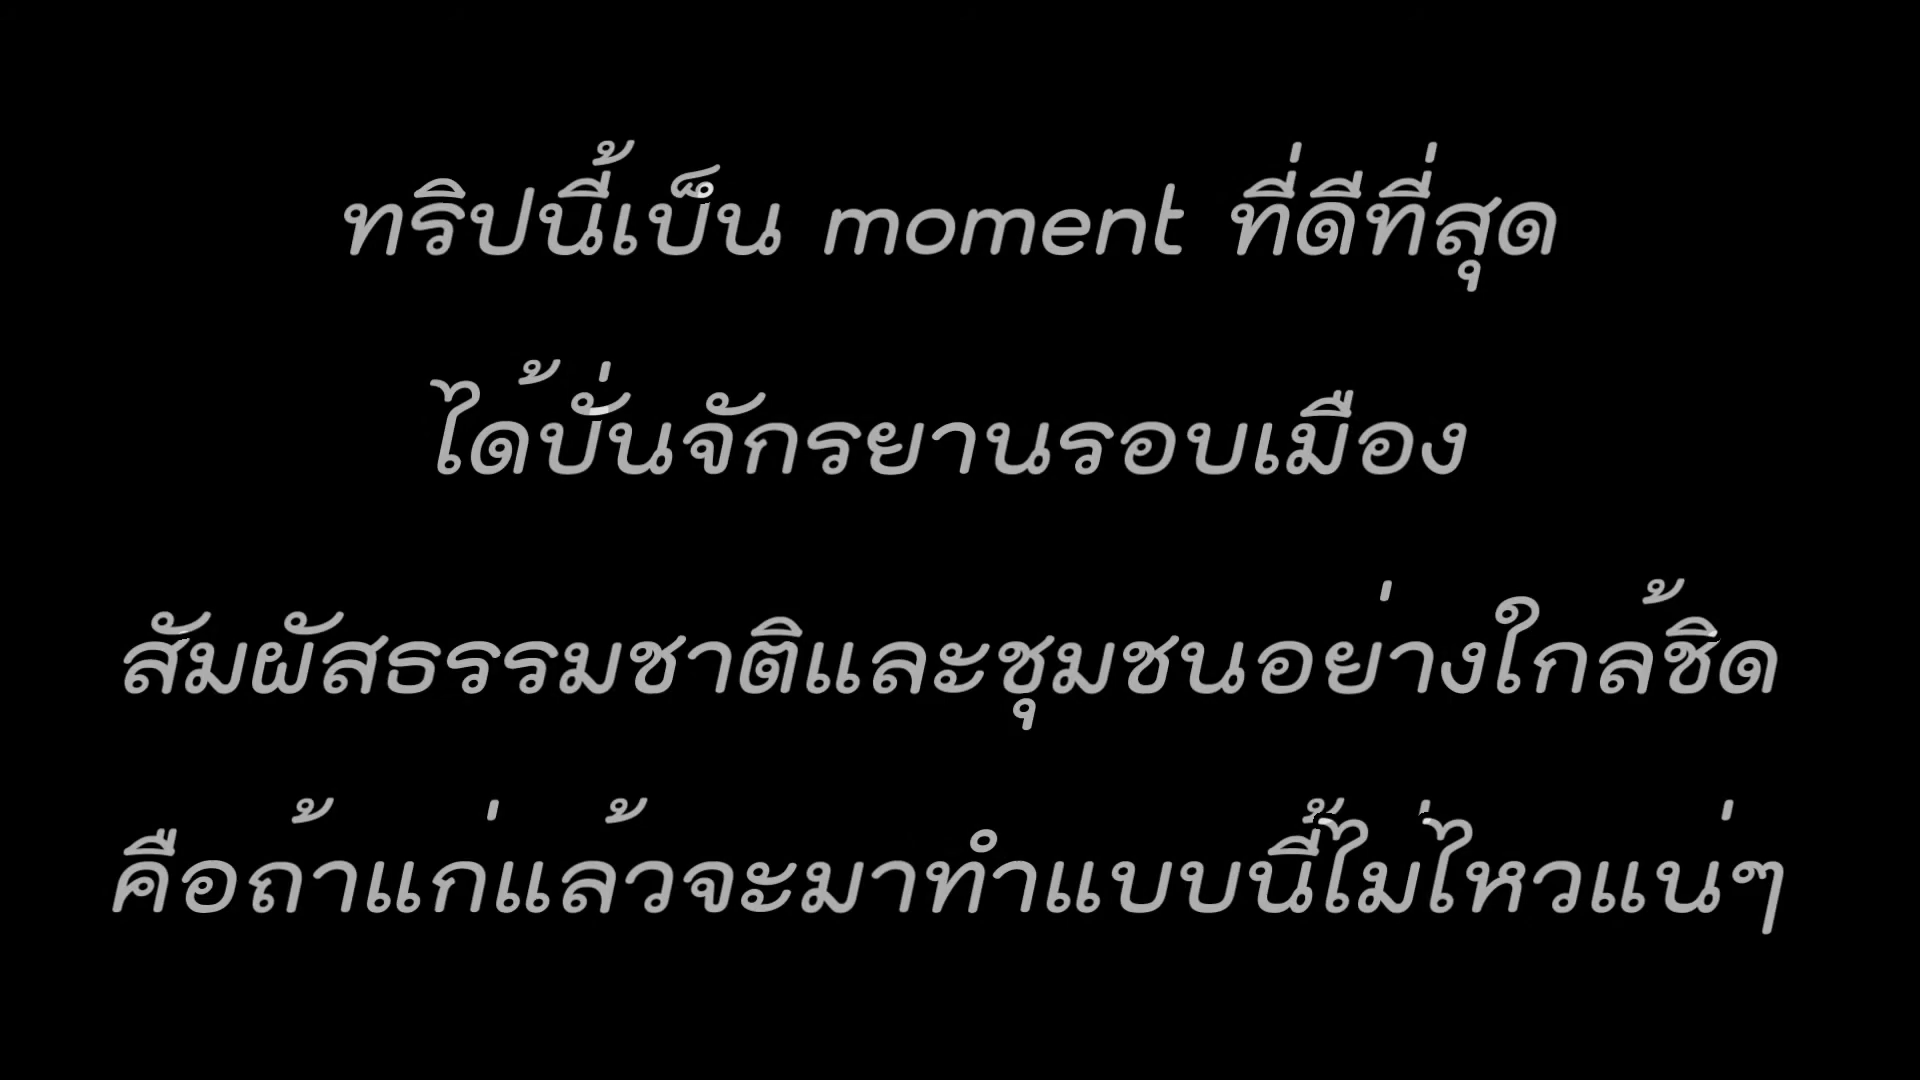 ทริปนี้เป็น moment ที่ดีที่สุด
ได้ปั่นจักรยานรอบเมือง
สัมผัสธรรมชาติและชุมชนอย่างใกล้ชิด
คือถ้าแก่แล้วจะมาทำแบบนี้ไม่ไหวแน่ๆ